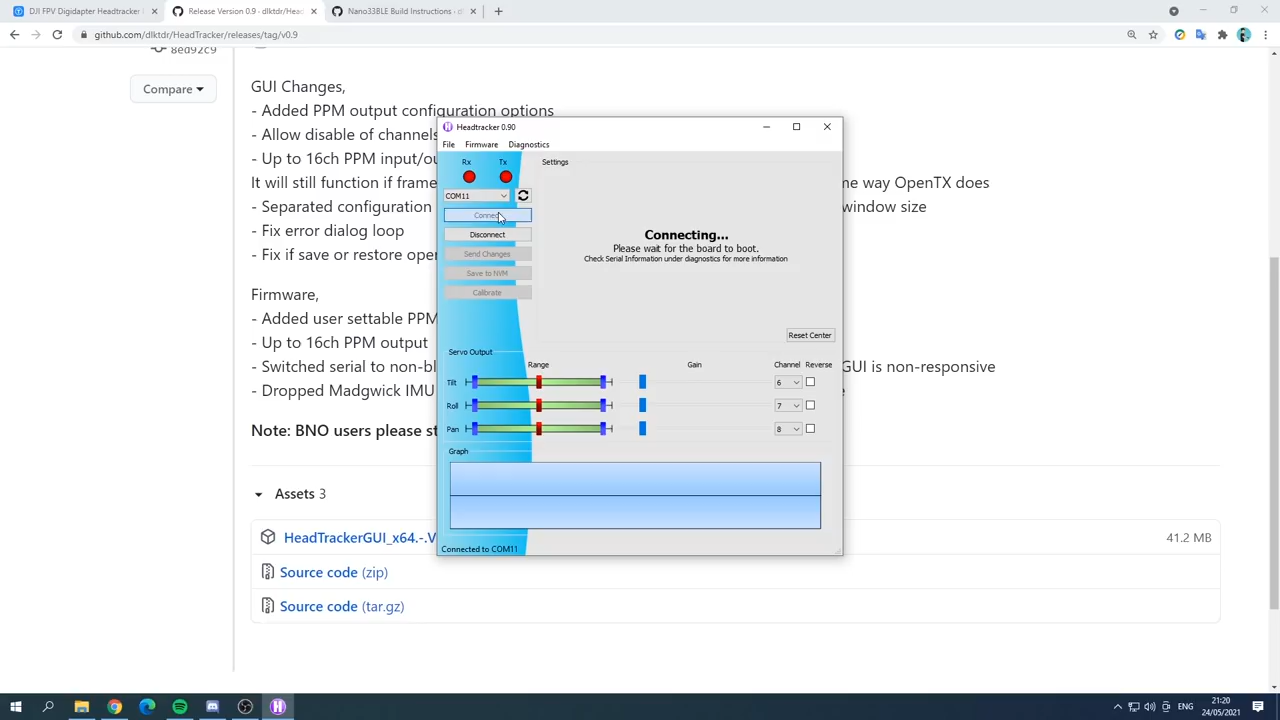 DJI FPV Digidapter Headtracker
Release Version 0.9 - dlktdr/Head
Nano33BLE Build Instructions - dl
github.com/dlktdr/HeadTracker/releases/tag/v0.9
8ed92c9
Compare
GUI Changes,
- Added PPM output configuration options
- Allow disable of channels
- Up to 16ch PPM input/ou
It will still function if frame me way OpenTX does
- Separated configuration window size
- Fix error dialog loop
- Fix if save or restore oper
Firmware,
- Added user settable PPM
- Up to 16ch PPM output
- Switched serial to non-bl GUI is non-responsive
- Dropped Madgwick IMU
Note: BNO users please st
Assets 3
HeadTrackerGUI_x64.-.V 41.2 MB
Source code (zip)
Source code (tar.gz)
Headtracker 0.90
File Firmware Diagnostics
Rx Tx Settings
COM11
Connect
Disconnect
Send Changes
Save to NVM
Calibrate
Connecting...
Please wait for the board to boot.
Check Serial Information under diagnostics for more information
Reset Center
Servo Output
Range Gain Channel Reverse
Tilt 6
Roll 7
Pan 8
Graph
Connected to COM11
ENG
21:20
24/05/2021